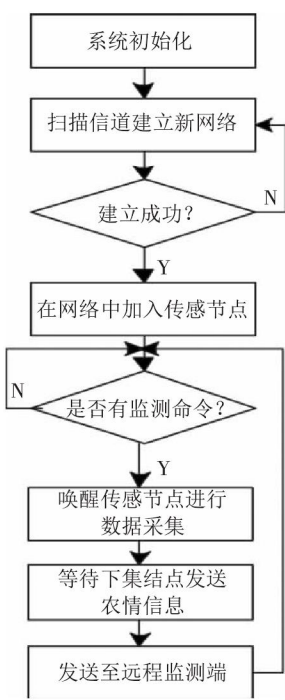 系统初始化
扫描信道建立新网络
建立成功?
N
Y
在网络中加入传感节点
N
是否有监测命令?
Y
唤醒传感节点进行
数据采集
等待下集结点发送
农情信息
发送至远程监测端